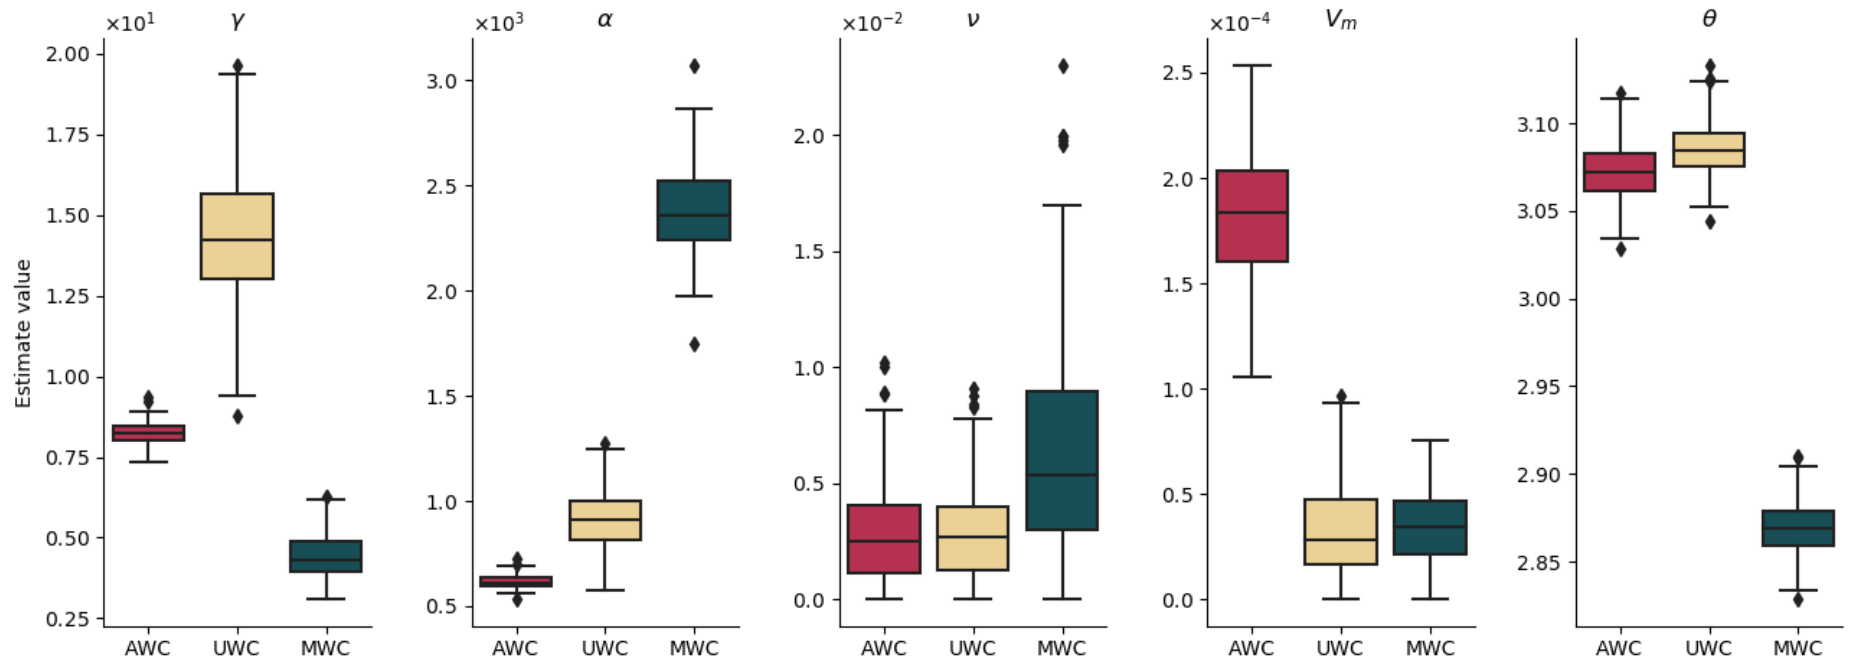 ×10¹ γ
2.00
1.75
1.50
1.25
1.00
0.75
0.50
0.25
Estimate value
AWC UWC MWC
×10³ α
3.0
2.5
2.0
1.5
1.0
0.5
AWC UWC MWC
×10⁻² ν
2.0
1.5
1.0
0.5
0.0
AWC UWC MWC
×10⁻⁴ Vₘ
2.5
2.0
1.5
1.0
0.5
0.0
AWC UWC MWC
θ
3.10
3.05
3.00
2.95
2.90
2.85
AWC UWC MWC